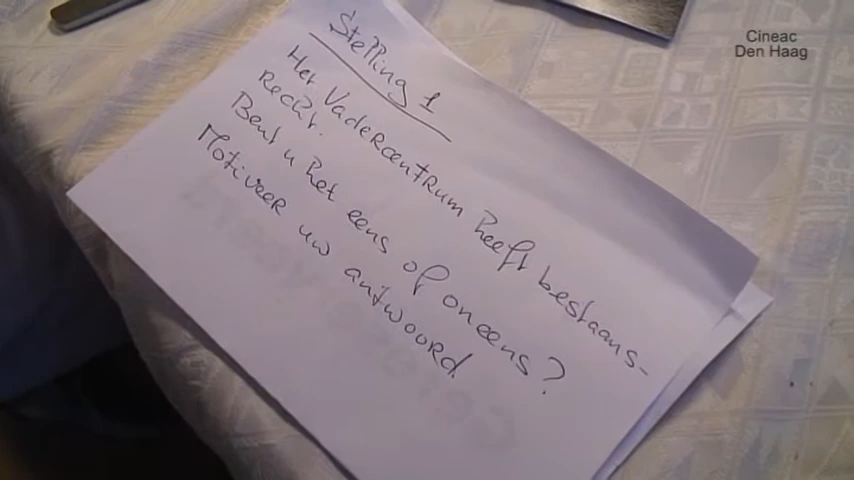 Cineac
Den Haag
Stelling 1
Het Vadercentrum heeft bestaans-
Recht.
Bent u het eens of oneens?
Motiveer uw antwoord.